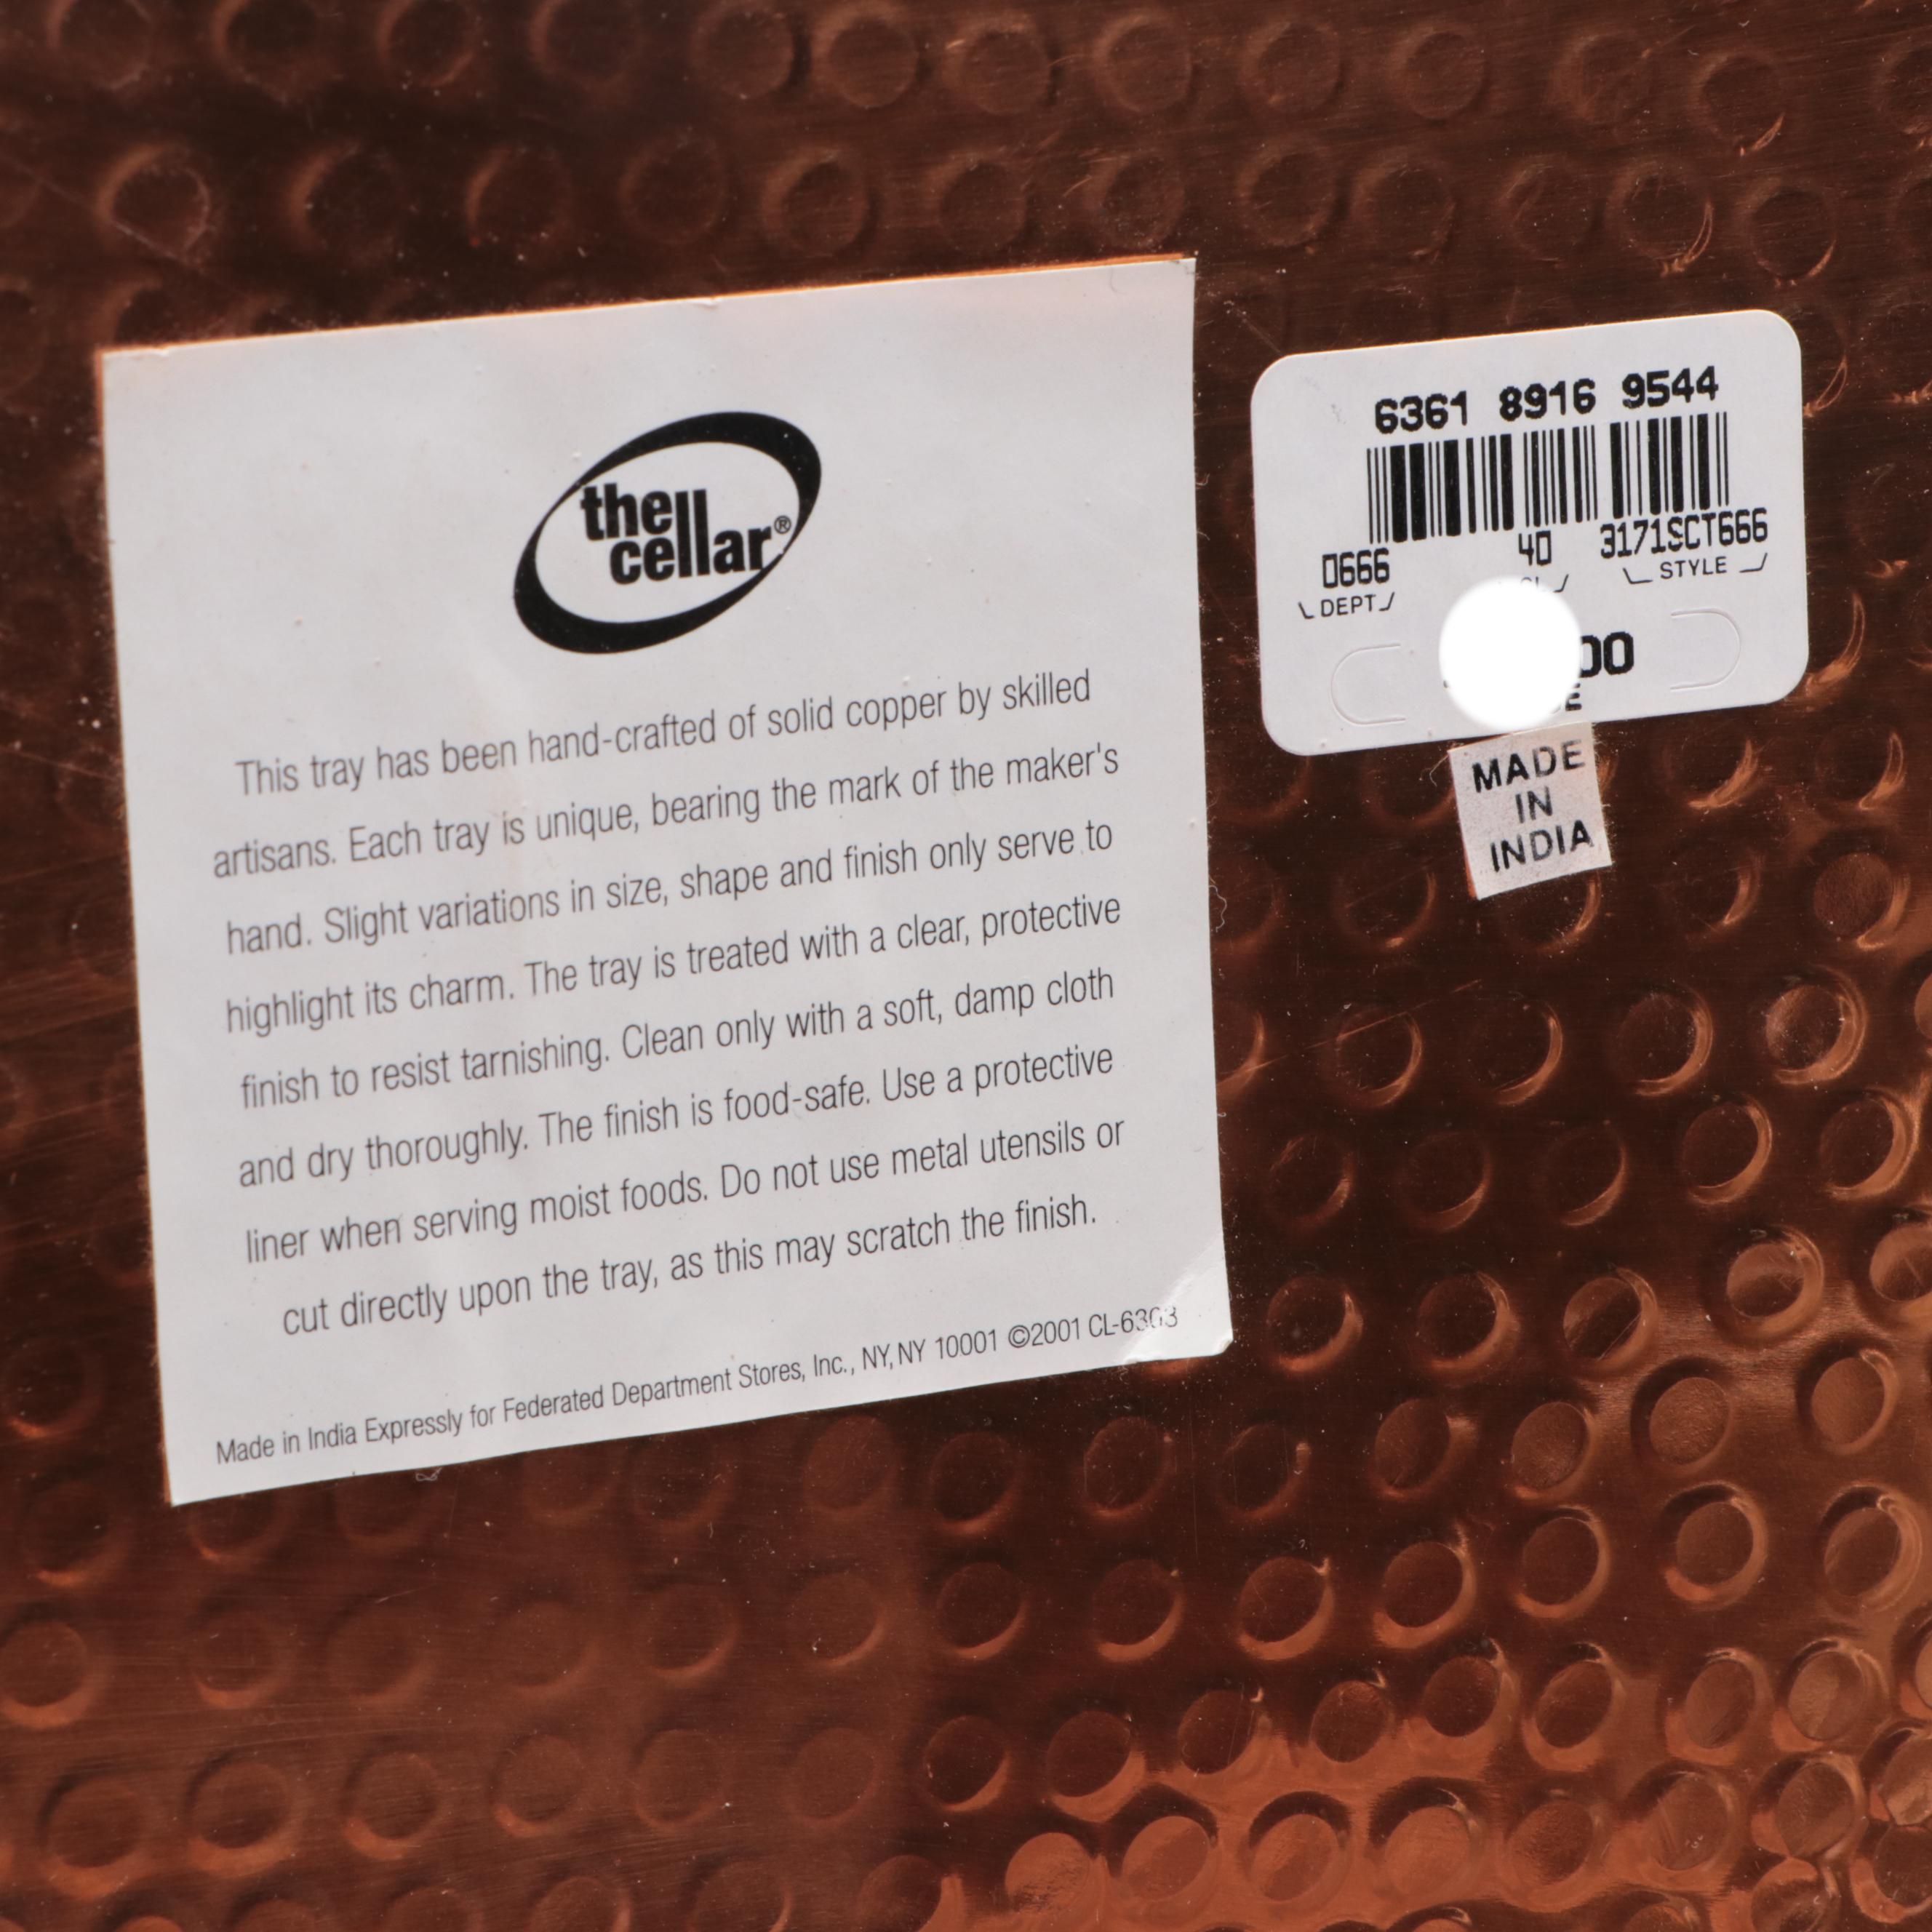 the
cellar®
This tray has been hand-crafted of solid copper by skilled
artisans. Each tray is unique, bearing the mark of the maker's
hand. Slight variations in size, shape and finish only serve to
highlight its charm. The tray is treated with a clear, protective
finish to resist tarnishing. Clean only with a soft, damp cloth
and dry thoroughly. The finish is food-safe. Use a protective
liner when serving moist foods. Do not use metal utensils or
cut directly upon the tray, as this may scratch the finish.
Made in India Expressly for Federated Department Stores, Inc., NY, NY 10001 ©2001
6361 8916 9544
0666 40 3171SCT666
DEPT STYLE
MADE
IN
INDIA